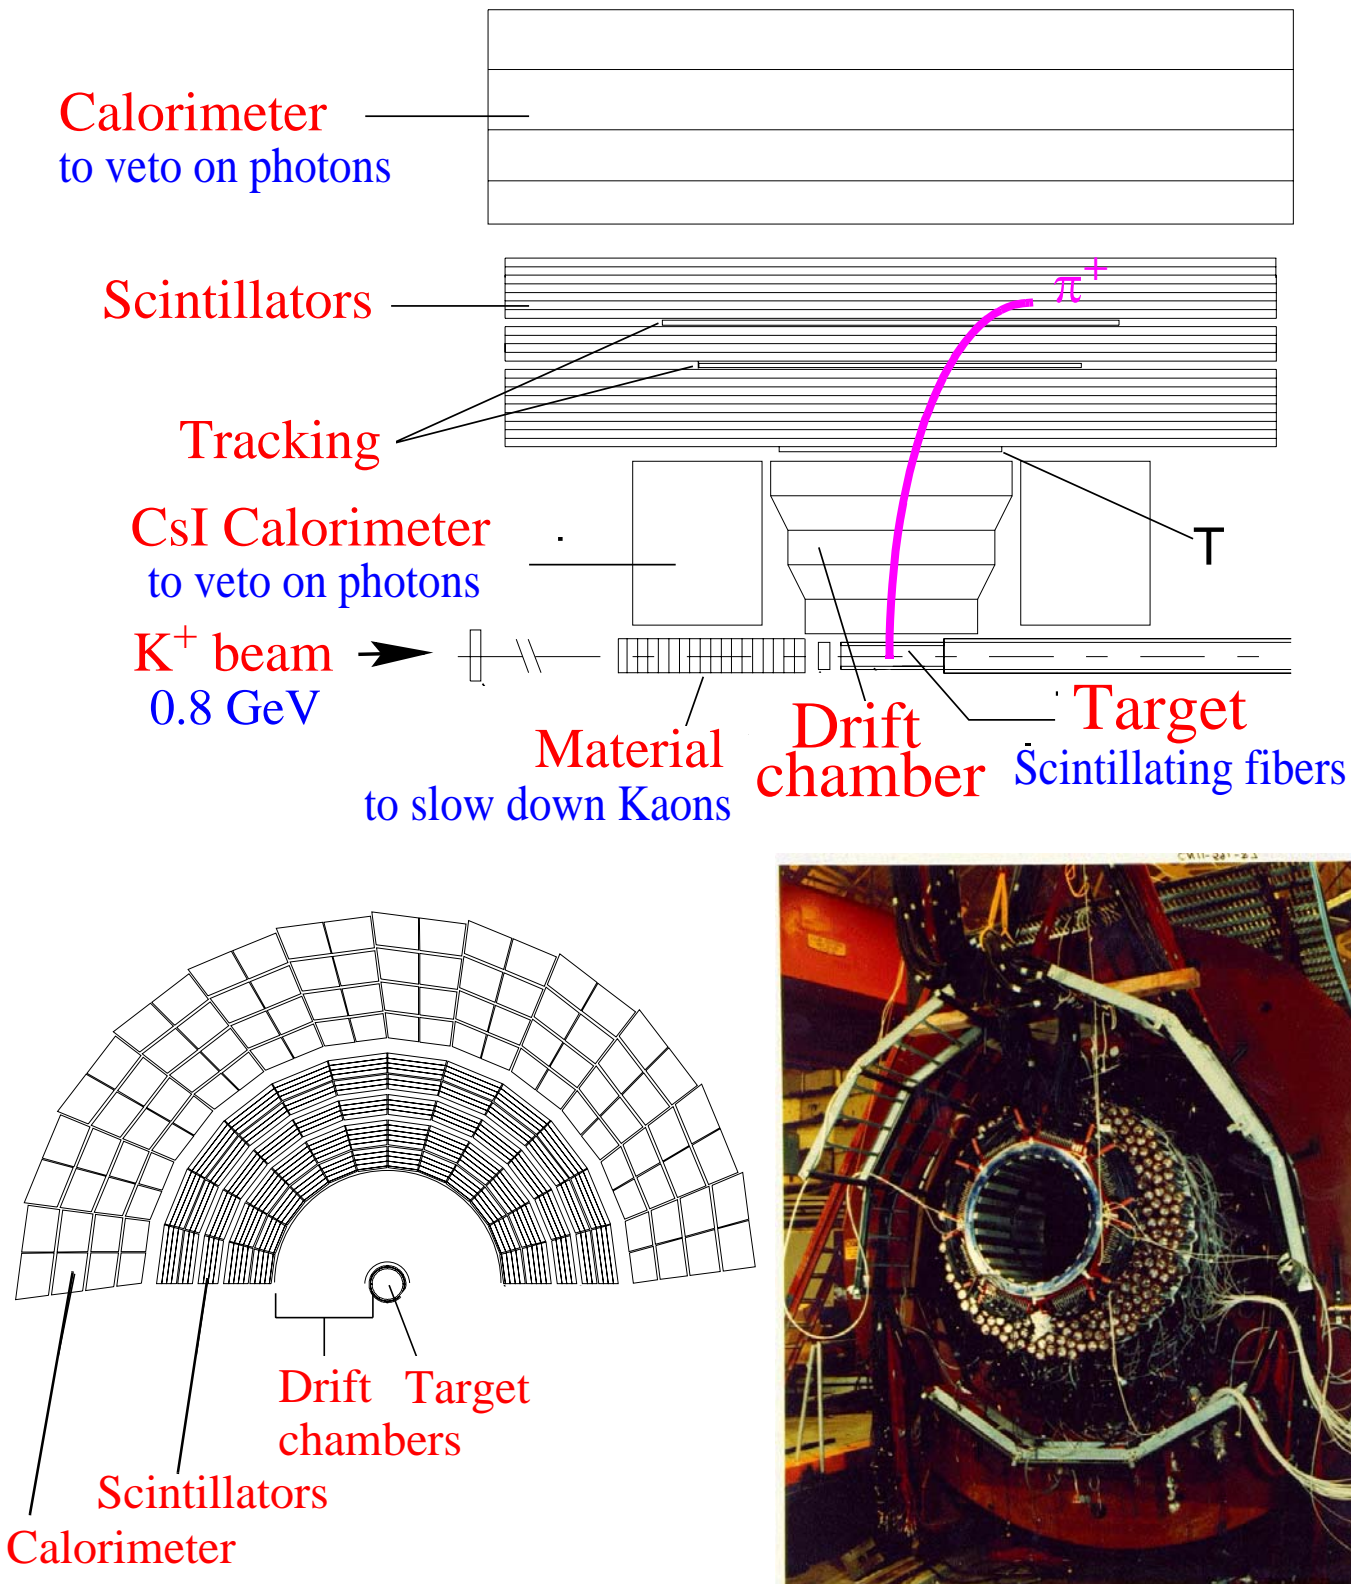 Calorimeter
to veto on photons
π+
Scintillators
Tracking
CsI Calorimeter
to veto on photons
T
K+ beam
0.8 GeV
Material
to slow down Kaons
Drift
chamber
Target
Scintillating fibers
Drift
chambers
Target
Scintillators
Calorimeter